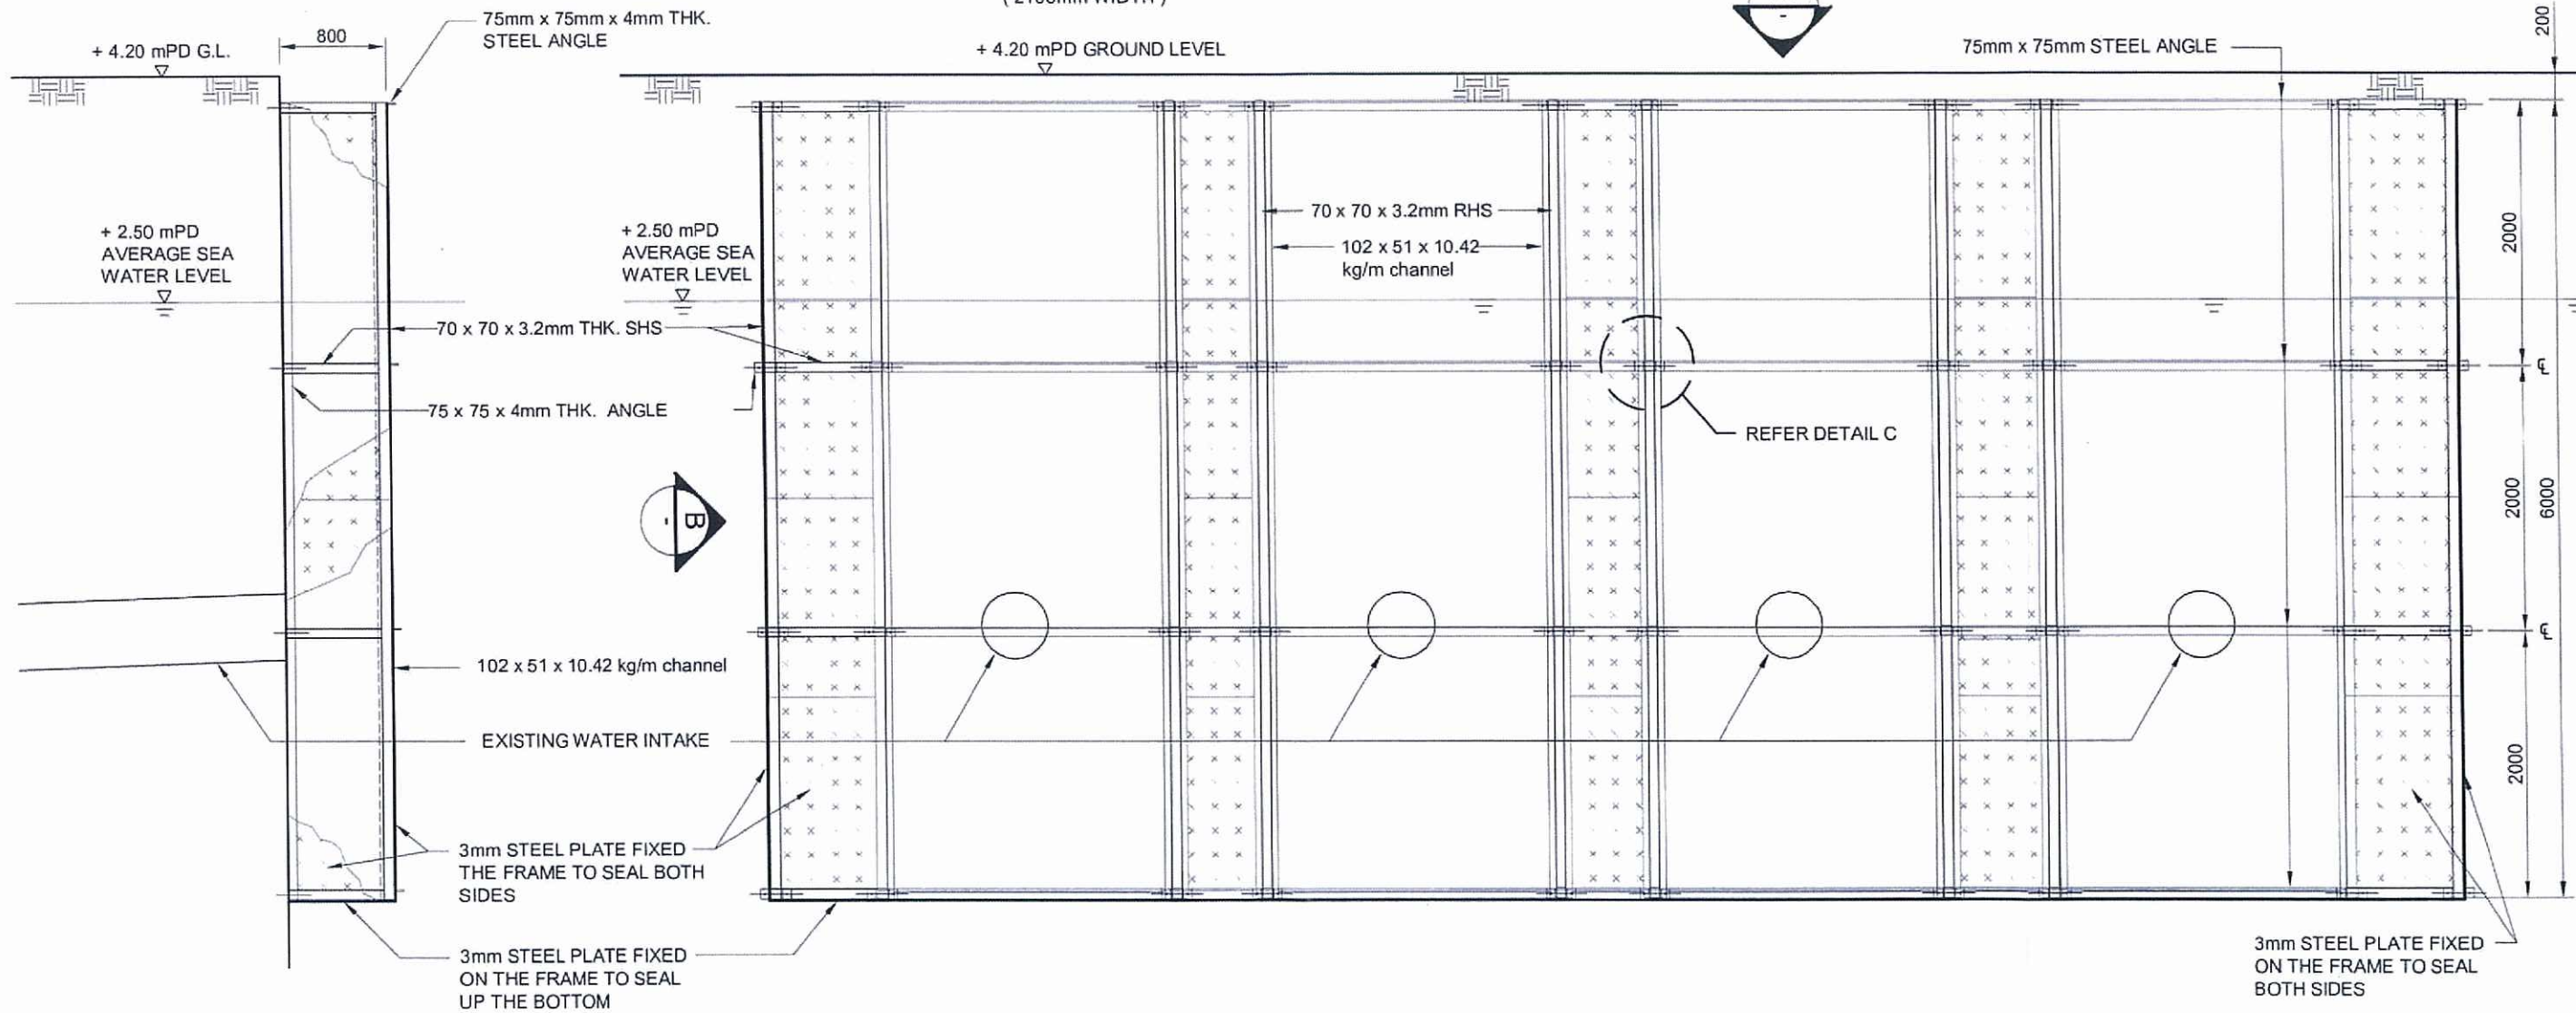 75mm x 75mm x 4mm THK.
STEEL ANGLE
800
+ 4.20 mPD G.L.
+ 4.20 mPD GROUND LEVEL
-
75mm x 75mm STEEL ANGLE
200
+ 2.50 mPD
AVERAGE SEA
WATER LEVEL
+ 2.50 mPD
AVERAGE SEA
WATER LEVEL
70 x 70 x 3.2mm RHS
102 x 51 x 10.42
kg/m channel
2000
70 x 70 x 3.2mm THK. SHS
75 x 75 x 4mm THK. ANGLE
REFER DETAIL C
℄
B
-
2000
6000
℄
102 x 51 x 10.42 kg/m channel
EXISTING WATER INTAKE
2000
3mm STEEL PLATE FIXED
THE FRAME TO SEAL BOTH
SIDES
3mm STEEL PLATE FIXED
ON THE FRAME TO SEAL
UP THE BOTTOM
3mm STEEL PLATE FIXED
ON THE FRAME TO SEAL
BOTH SIDES